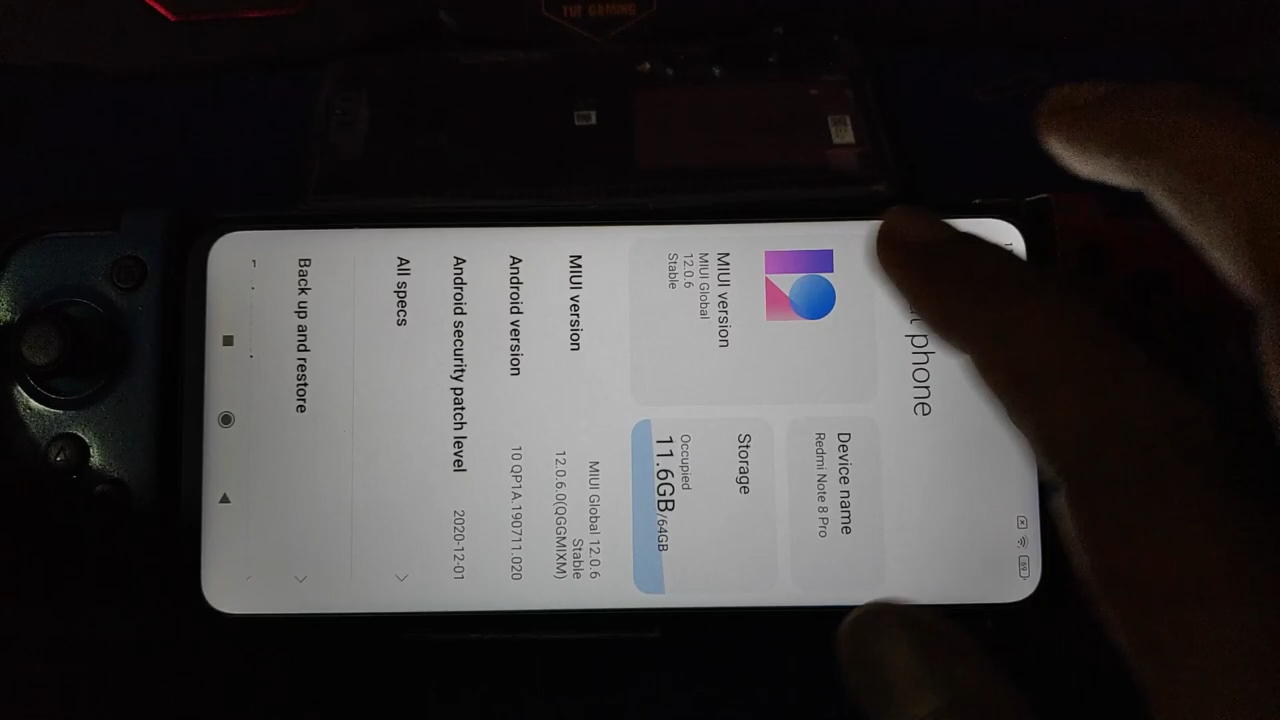 TUF GAMING
phone
MIUI version
MIUI Global
12.0.6
Stable
Device name
Redmi Note 8 Pro
Storage
Occupied
11.6GB/64GB
MIUI version
MIUI Global 12.0.6
Stable
12.0.6.0(QGGMIXM)
Android version
10 QP1A.190711.020
Android security patch level
2020-12-01
All specs
Back up and restore